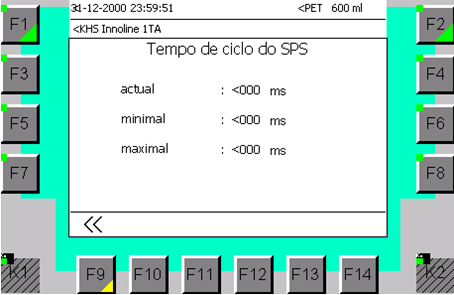 31-12-2000 23:59:51 <PET 600 ml
<KHS Innoline 1TA
Tempo de ciclo do SPS
actual : <000 ms
minimal : <000 ms
maximal : <000 ms
<<
F1 F2
F3 F4
F5 F6
F7 F8
K1 K2
F9 F10 F11 F12 F13 F14